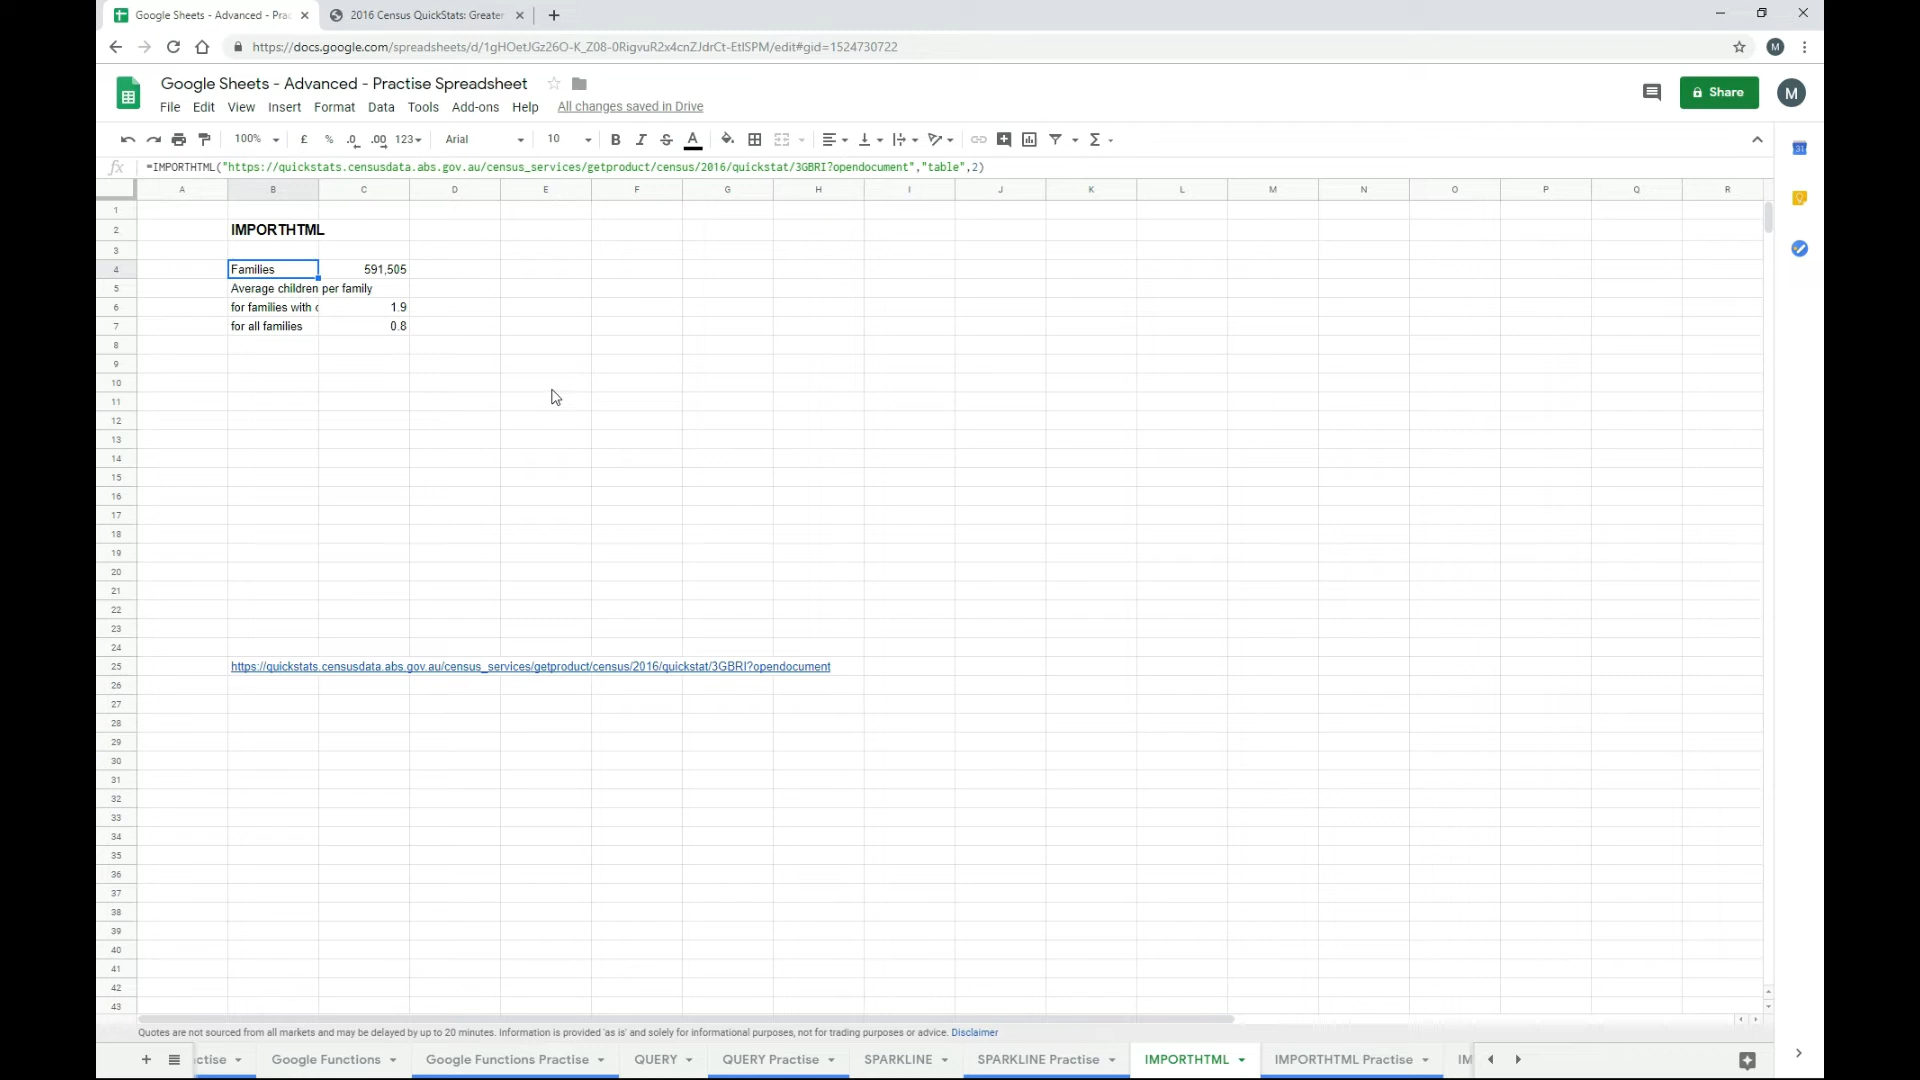 Google Sheets - Advanced - Prac
2016 Census QuickStats: Greater
https://docs.google.com/spreadsheets/d/1gHOetJGz26O-K_Z08-0RigvuR2x4cnZJdrCt-EtlSPM/edit#gid=1524730722
M
Google Sheets - Advanced - Practise Spreadsheet
Share
M
File Edit View Insert Format Data Tools Add-ons Help All changes saved in Drive
100% £ % .0 .00 123 Arial 10 B I S A Σ
31
fx =IMPORTHTML("https://quickstats.censusdata.abs.gov.au/census_services/getproduct/census/2016/quickstat/3GBRI?opendocument","table",2)
A B C D E F G H I J K L M N O P Q R
1
2 IMPORTHTML
3
4 Families 591,505
5 Average children per family
6 for families with c 1.9
7 for all families 0.8
8
9
10
11
12
13
14
15
16
17
18
19
20
21
22
23
24
25 https://quickstats.censusdata.abs.gov.au/census_services/getproduct/census/2016/quickstat/3GBRI?opendocument
26
27
28
29
30
31
32
33
34
35
36
37
38
39
40
41
42
43
Quotes are not sourced from all markets and may be delayed by up to 20 minutes. Information is provided 'as is' and solely for informational purposes, not for trading purposes or advice. Disclaimer
ctise Google Functions Google Functions Practise QUERY QUERY Practise SPARKLINE SPARKLINE Practise IMPORTHTML IMPORTHTML Practise IM